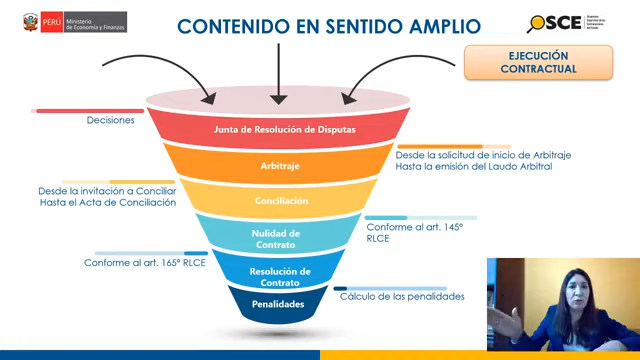 PERÚ
Ministerio
de Economía y Finanzas
CONTENIDO EN SENTIDO AMPLIO
OSCE
EJECUCIÓN
CONTRACTUAL
Decisiones
Junta de Resolución de Disputas
Arbitraje
Desde la solicitud de inicio de Arbitraje
Hasta la emisión del Laudo Arbitral
Desde la invitación a Conciliar
Hasta el Acta de Conciliación
Conciliación
Nulidad de
Contrato
Conforme al art. 145°
RLCE
Conforme al art. 165° RLCE
Resolución de
Contrato
Penalidades
Cálculo de las penalidades